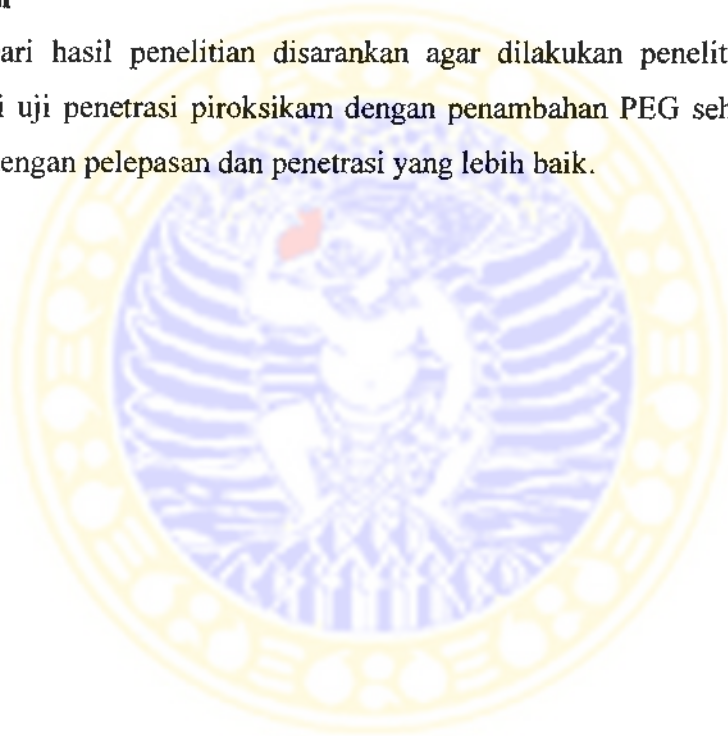 ari hasil penelitian disarankan agar dilakukan penelit
i uji penetrasi piroksikam dengan penambahan PEG seh
engan pelepasan dan penetrasi yang lebih baik.